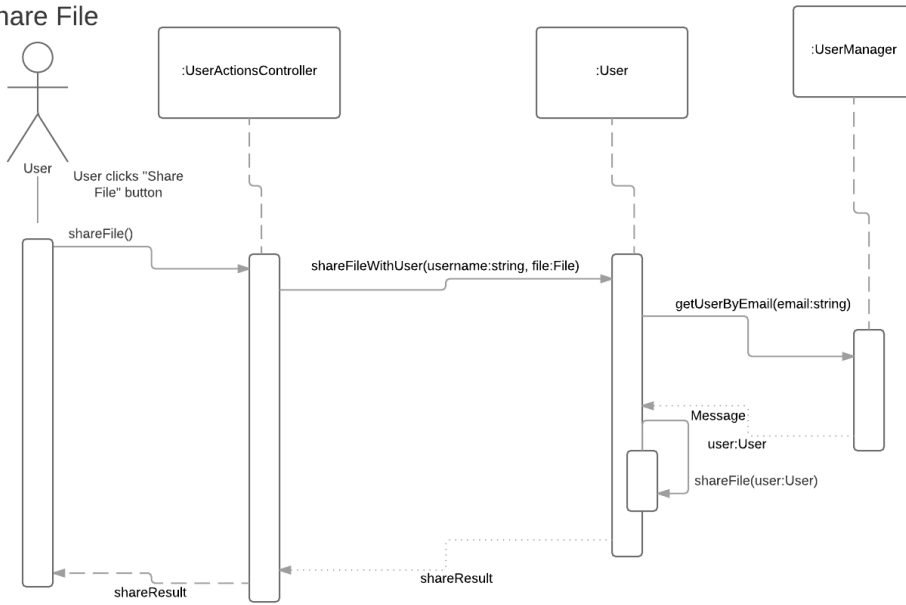 hare File
:UserActionsController
:User
:UserManager
User
User clicks "Share
File" button
shareFile()
shareFileWithUser(username:string, file:File)
getUserByEmail(email:string)
Message
user:User
shareFile(user:User)
shareResult
shareResult